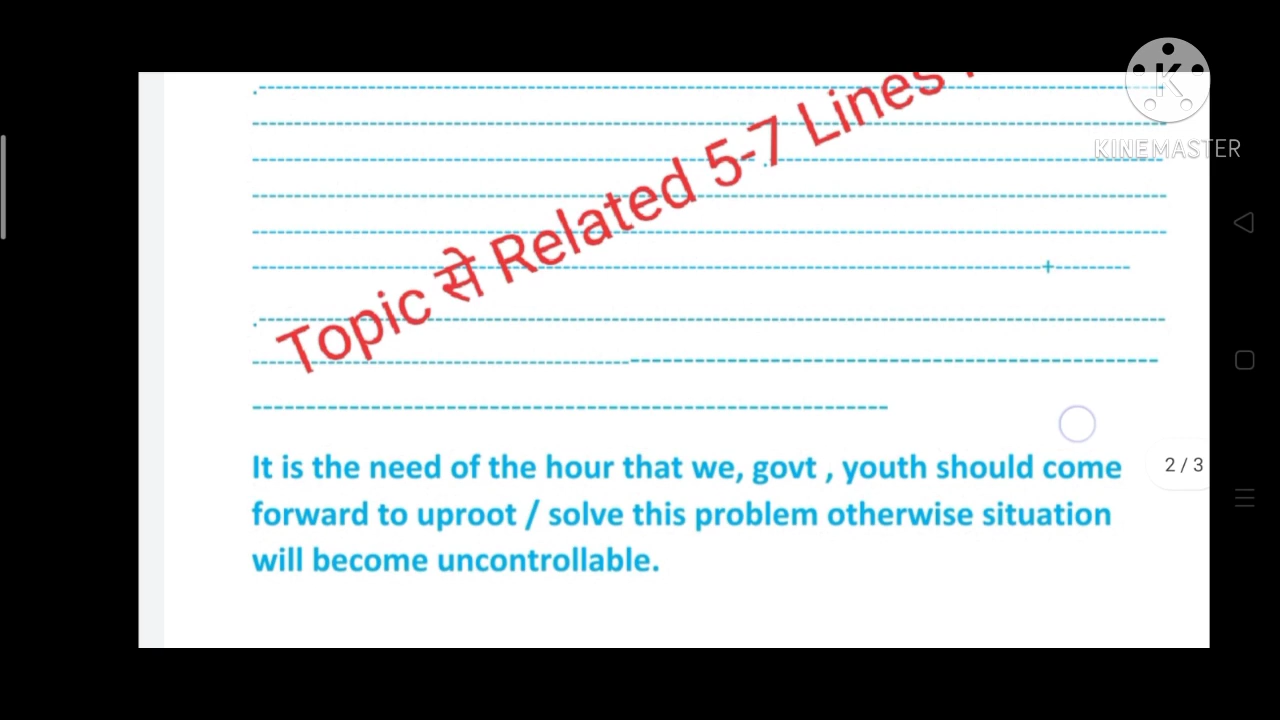 Topic से Related 5-7 Lines
K
KINEMASTER
2 / 3
It is the need of the hour that we, govt , youth should come
forward to uproot / solve this problem otherwise situation
will become uncontrollable.